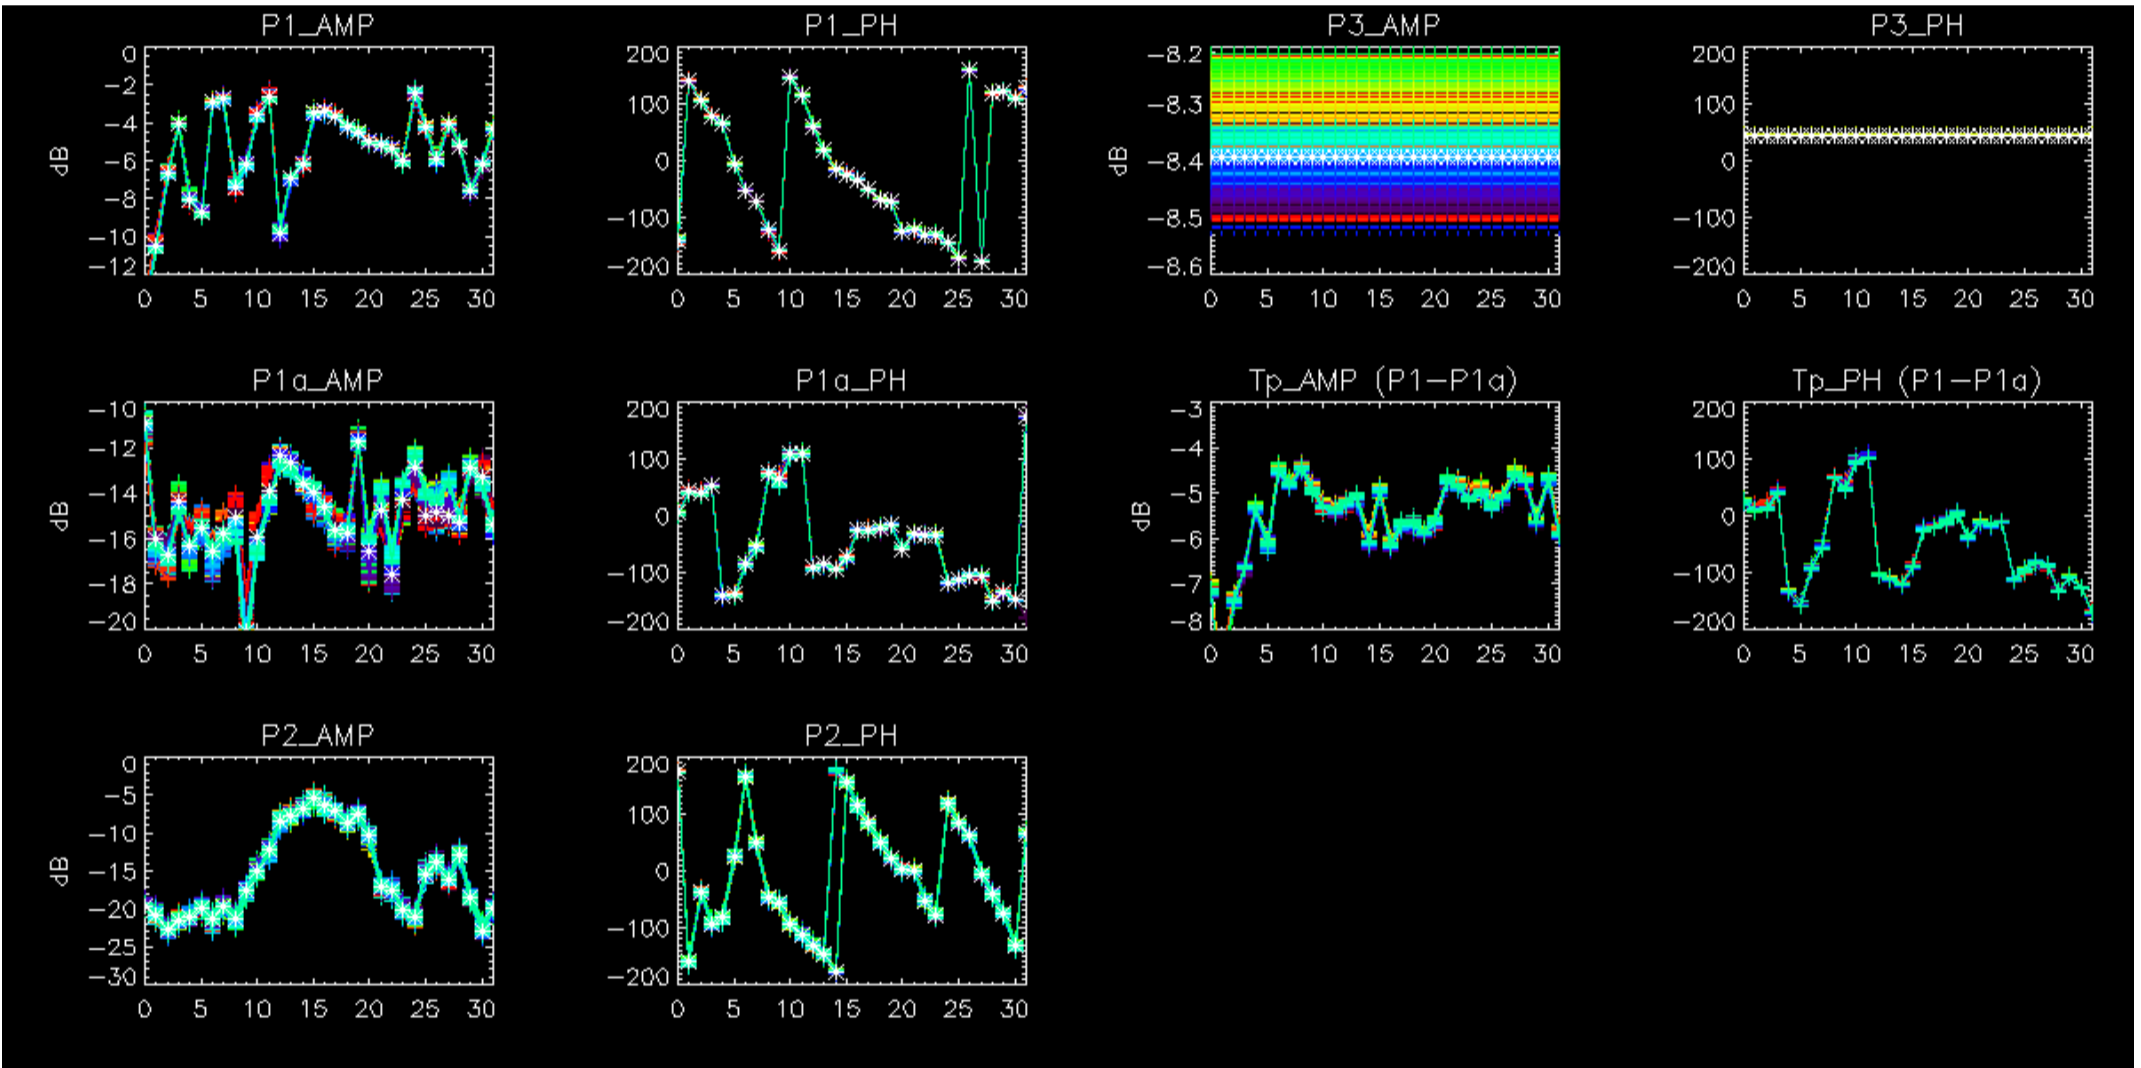 P1_AMP
P1_PH
P3_AMP
P3_PH
0
-2
-4
-6
-8
-10
-12
dB
0 5 10 15 20 25 30
200
100
0
-100
-200
0 5 10 15 20 25 30
-8.2
-8.3
-8.4
-8.5
-8.6
dB
0 5 10 15 20 25 30
200
100
0
-100
-200
0 5 10 15 20 25 30
P1a_AMP
P1a_PH
Tp_AMP (P1-P1a)
Tp_PH (P1-P1a)
-10
-12
-14
-16
-18
-20
dB
0 5 10 15 20 25 30
200
100
0
-100
-200
0 5 10 15 20 25 30
-3
-4
-5
-6
-7
-8
dB
0 5 10 15 20 25 30
200
100
0
-100
-200
0 5 10 15 20 25 30
P2_AMP
P2_PH
0
-5
-10
-15
-20
-25
-30
dB
0 5 10 15 20 25 30
200
100
0
-100
-200
0 5 10 15 20 25 30